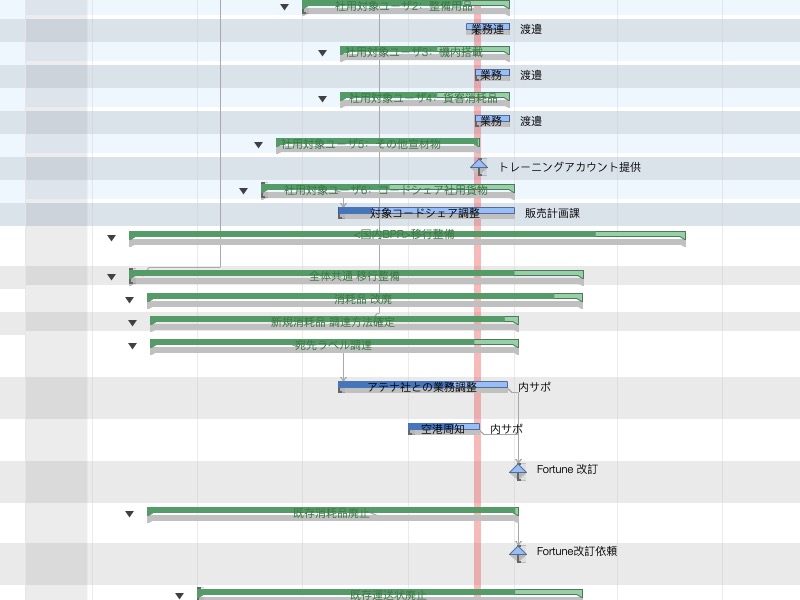 社用対象ユーザ2：整備用品
業務連 渡邉
社用対象ユーザ3：機内搭載
業務 渡邉
社用対象ユーザ4：貨客消耗品
業務 渡邉
社用対象ユーザ5：その他宣材物
トレーニングアカウント提供
社用対象ユーザ6：コードシェア社用貨物
対象コードシェア調整 販売計画課
<国内BPR>移行整備
全体共通 移行整備
消耗品 改廃
新規消耗品 調達方法確定
宛先ラベル調達
アテナ社との業務調整 内サポ
空港周知 内サポ
Fortune 改訂
既存消耗品廃止
Fortune改訂依頼
既存運送状廃止